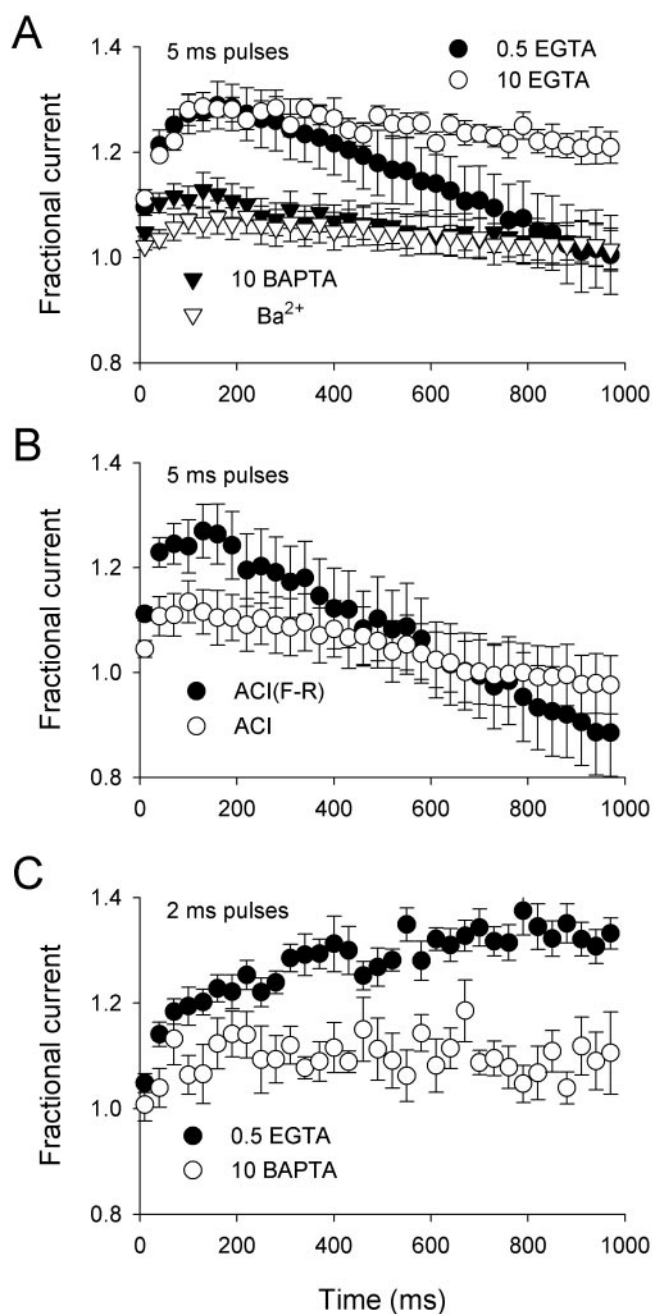 A
5 ms pulses
0.5 EGTA
10 EGTA
10 BAPTA
Ba²⁺
Fractional current
1.4
1.2
1.0
0.8
0 200 400 600 800 1000
B
5 ms pulses
ACI(F-R)
ACI
Fractional current
1.4
1.2
1.0
0.8
0 200 400 600 800 1000
C
2 ms pulses
0.5 EGTA
10 BAPTA
Fractional current
1.4
1.2
1.0
0.8
0 200 400 600 800 1000
Time (ms)